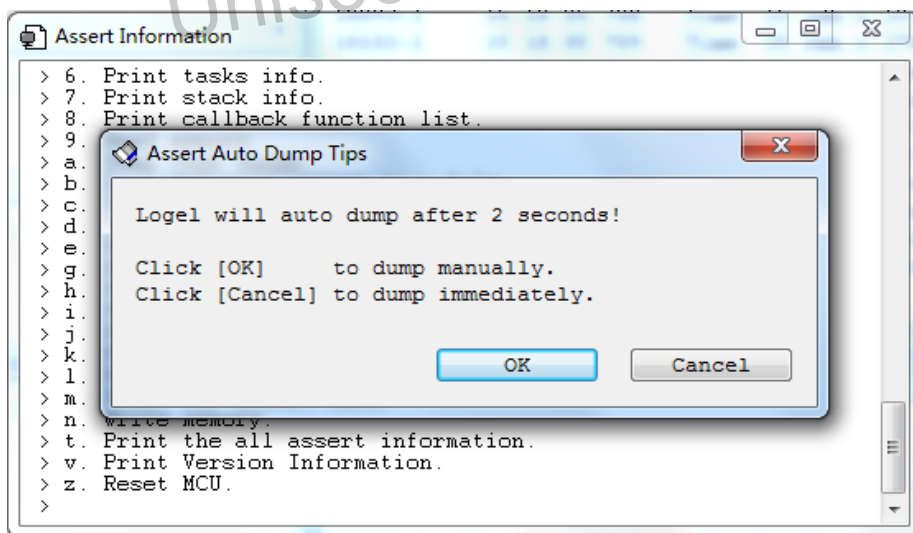 Assert Information
> 6. Print tasks info.
> 7. Print stack info.
> 8. Print callback function list.
> 9.
> a.
> b.
> c.
> d.
> e.
> g.
> h.
> i.
> j.
> k.
> l.
> m.
> n. Write memory.
> t. Print the all assert information.
> v. Print Version Information.
> z. Reset MCU.
>
Assert Auto Dump Tips
Logel will auto dump after 2 seconds!
Click [OK] to dump manually.
Click [Cancel] to dump immediately.
OK Cancel